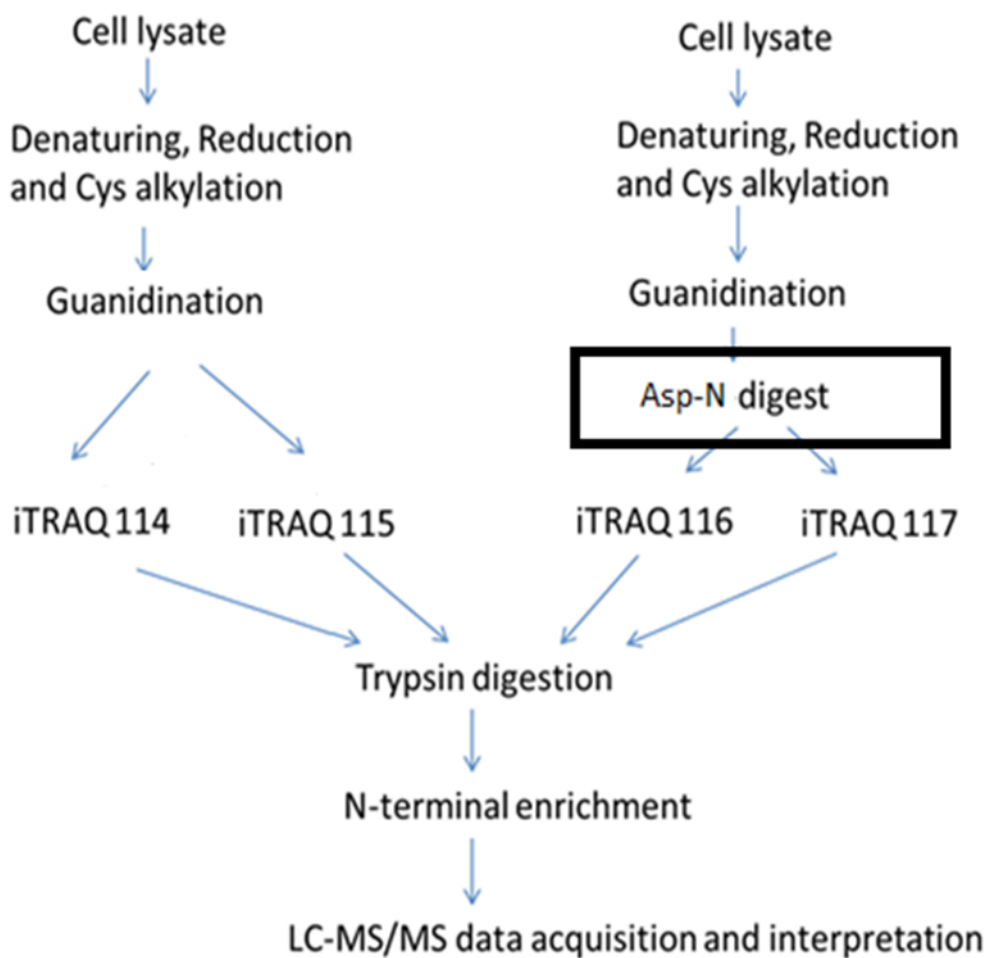 Cell lysate
Denaturing, Reduction
and Cys alkylation
Guanidination
iTRAQ 114
iTRAQ 115
Cell lysate
Denaturing, Reduction
and Cys alkylation
Guanidination
Asp-N digest
iTRAQ 116
iTRAQ 117
Trypsin digestion
N-terminal enrichment
LC-MS/MS data acquisition and interpretation